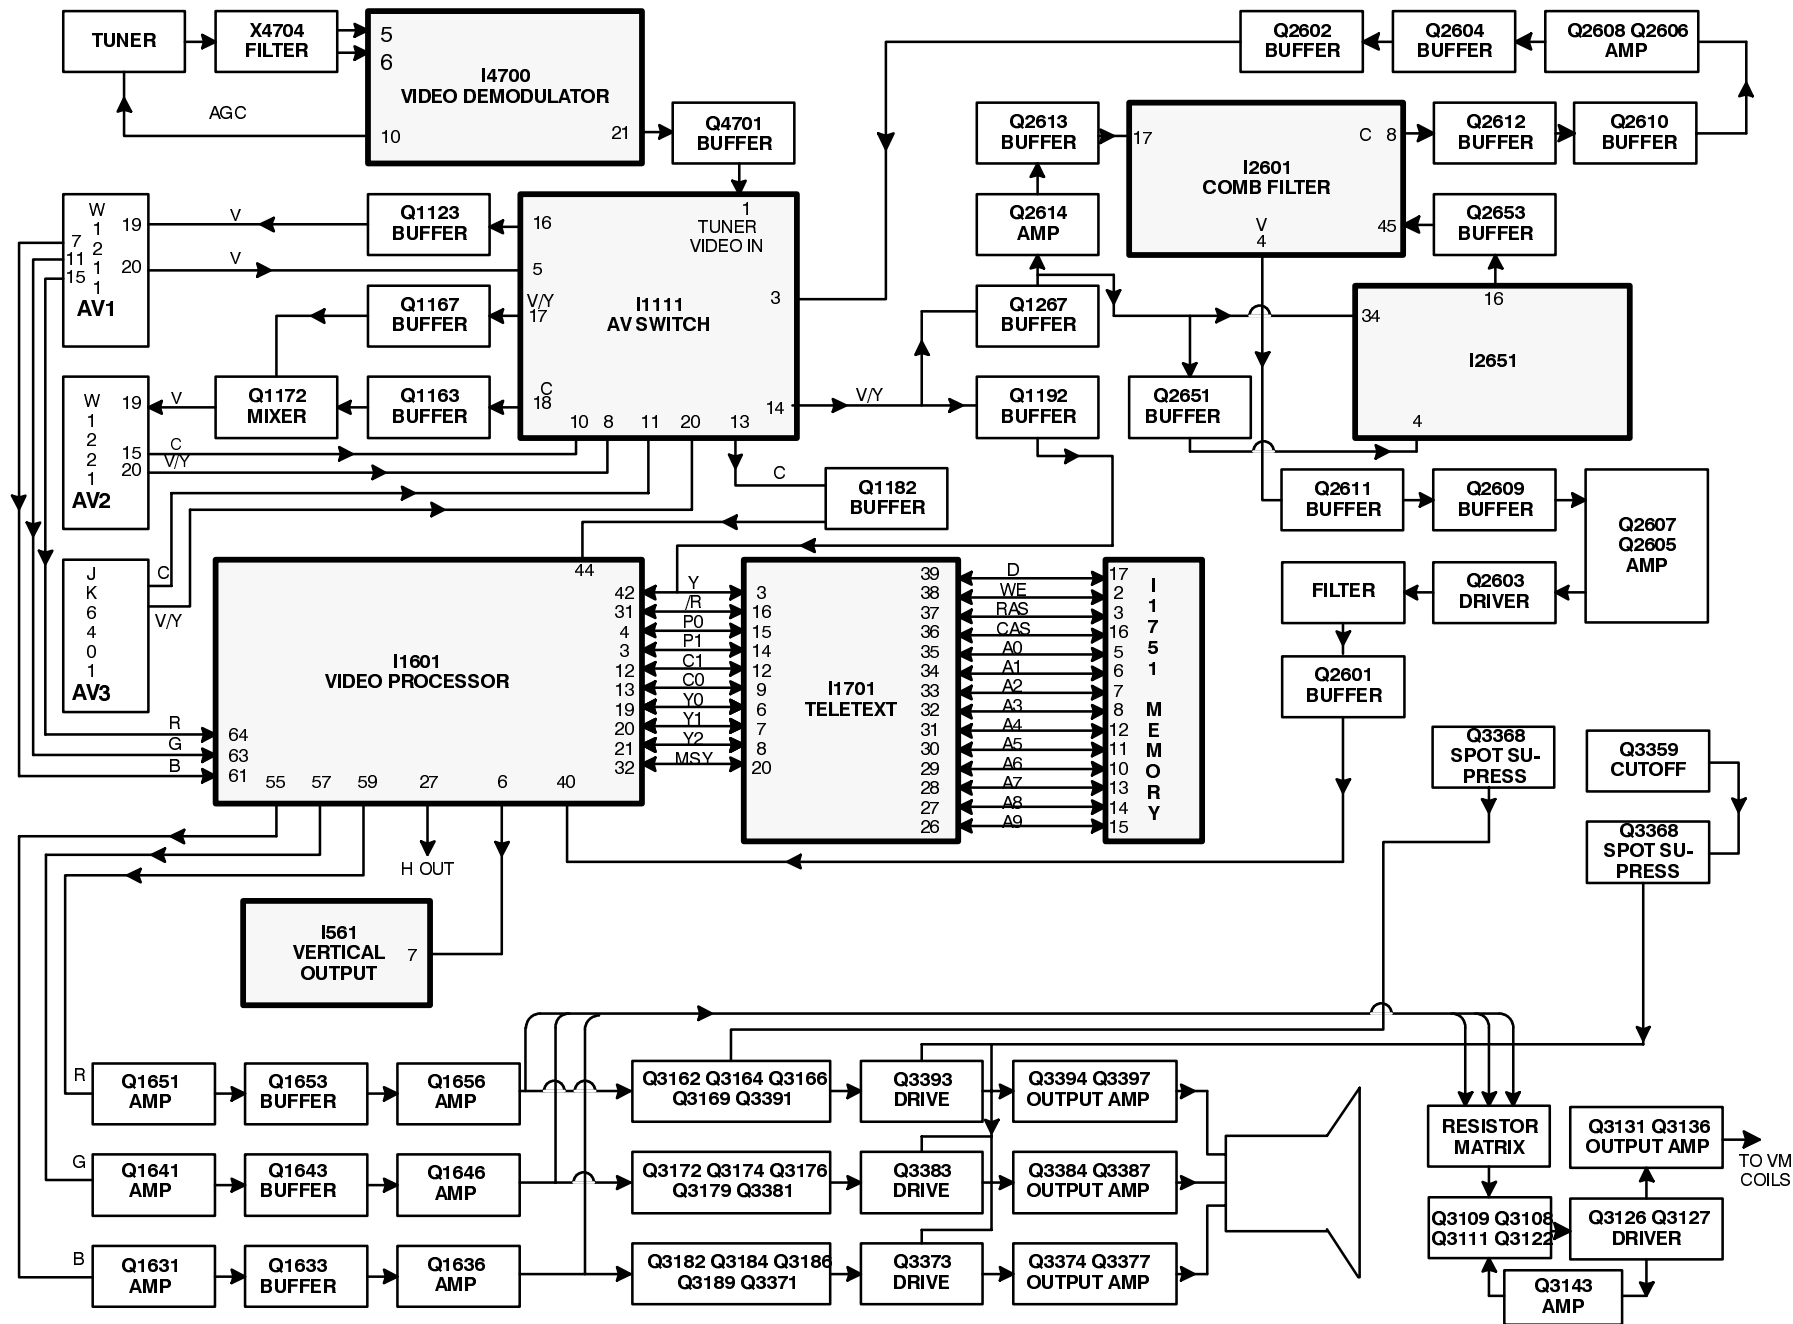 TUNER
X4704
FILTER
5
6
I4700
VIDEO DEMODULATOR
10
21
AGC
Q4701
BUFFER
Q2602
BUFFER
Q2604
BUFFER
Q2608 Q2606
AMP
Q2613
BUFFER
17
I2601
COMB FILTER
C 8
V
4
45
Q2612
BUFFER
Q2610
BUFFER
Q2614
AMP
Q2653
BUFFER
W
1
2
1
1
AV1
19
20
7
11
15
V
V
Q1123
BUFFER
16
5
1
TUNER
VIDEO IN
V/Y
17
I1111
AV SWITCH
3
C
18
14
10
8
11
20
13
Q1167
BUFFER
Q1267
BUFFER
16
34
I2651
4
W
1
2
2
1
AV2
19
15
20
V
C
V/Y
Q1172
MIXER
Q1163
BUFFER
V/Y
Q1192
BUFFER
Q2651
BUFFER
C
Q1182
BUFFER
Q2611
BUFFER
Q2609
BUFFER
Q2607
Q2605
AMP
J
K
6
4
0
1
AV3
C
V/Y
FILTER
Q2603
DRIVER
Q2601
BUFFER
44
I1601
VIDEO PROCESSOR
42
31
4
3
12
13
19
20
21
32
R
G
B
64
63
61
55
57
59
27
6
40
Y
/R
P0
P1
C1
C0
Y0
Y1
Y2
MSY
3
16
15
14
12
9
6
7
8
20
I1701
TELETEXT
39
38
37
36
35
34
33
32
31
30
29
28
27
26
D
WE
RAS
CAS
A0
A1
A2
A3
A4
A5
A6
A7
A8
A9
17
2
3
16
5
6
7
8
12
11
10
13
14
15
I
1
7
5
1
M
E
M
O
R
Y
Q3368
SPOT SU-
PRESS
Q3359
CUTOFF
Q3368
SPOT SU-
PRESS
H OUT
I561
VERTICAL
OUTPUT
7
R
Q1651
AMP
Q1653
BUFFER
Q1656
AMP
Q3162 Q3164 Q3166
Q3169 Q3391
Q3393
DRIVE
Q3394 Q3397
OUTPUT AMP
G
Q1641
AMP
Q1643
BUFFER
Q1646
AMP
Q3172 Q3174 Q3176
Q3179 Q3381
Q3383
DRIVE
Q3384 Q3387
OUTPUT AMP
B
Q1631
AMP
Q1633
BUFFER
Q1636
AMP
Q3182 Q3184 Q3186
Q3189 Q3371
Q3373
DRIVE
Q3374 Q3377
OUTPUT AMP
RESISTOR
MATRIX
Q3131 Q3136
OUTPUT AMP
TO VM
COILS
Q3109 Q3108
Q3111 Q3122
Q3126 Q3127
DRIVER
Q3143
AMP